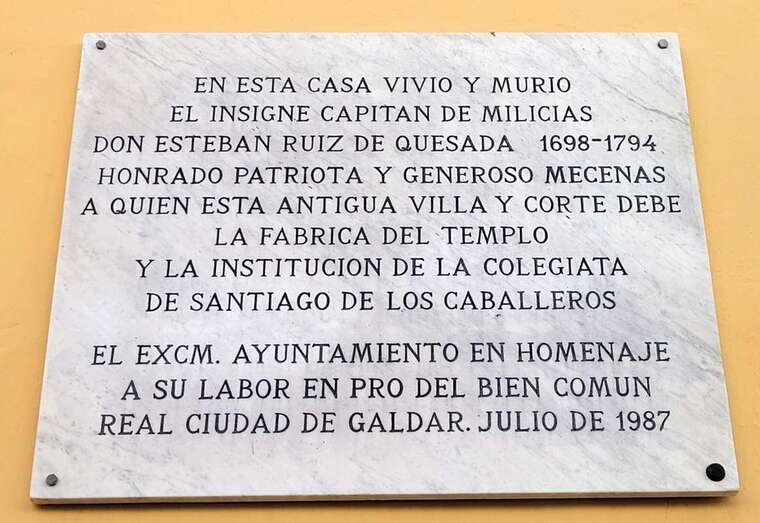 EN ESTA CASA VIVIO Y MURIO
EL INSIGNE CAPITAN DE MILICIAS
DON ESTEBAN RUIZ DE QUESADA 1698-1794
HONRADO PATRIOTA Y GENEROSO MECENAS
A QUIEN ESTA ANTIGUA VILLA Y CORTE DEBE
LA FABRICA DEL TEMPLO
Y LA INSTITUCION DE LA COLEGIATA
DE SANTIAGO DE LOS CABALLEROS
EL EXCM. AYUNTAMIENTO EN HOMENAJE
A SU LABOR EN PRO DEL BIEN COMUN
REAL CIUDAD DE GALDAR. JULIO DE 1987